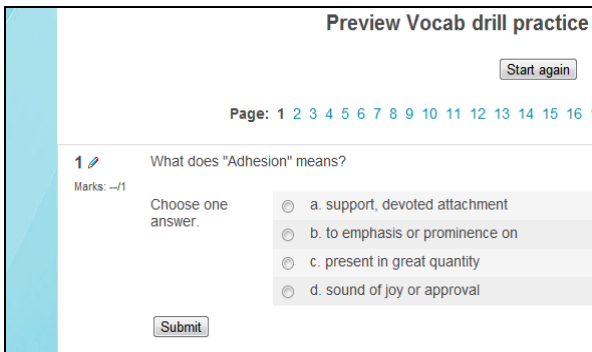 Preview Vocab drill practice
Start again
Page: 1 2 3 4 5 6 7 8 9 10 11 12 13 14 15 16
1 What does "Adhesion" means?
Marks: --/1
Choose one
answer.
a. support, devoted attachment
b. to emphasis or prominence on
c. present in great quantity
d. sound of joy or approval
Submit